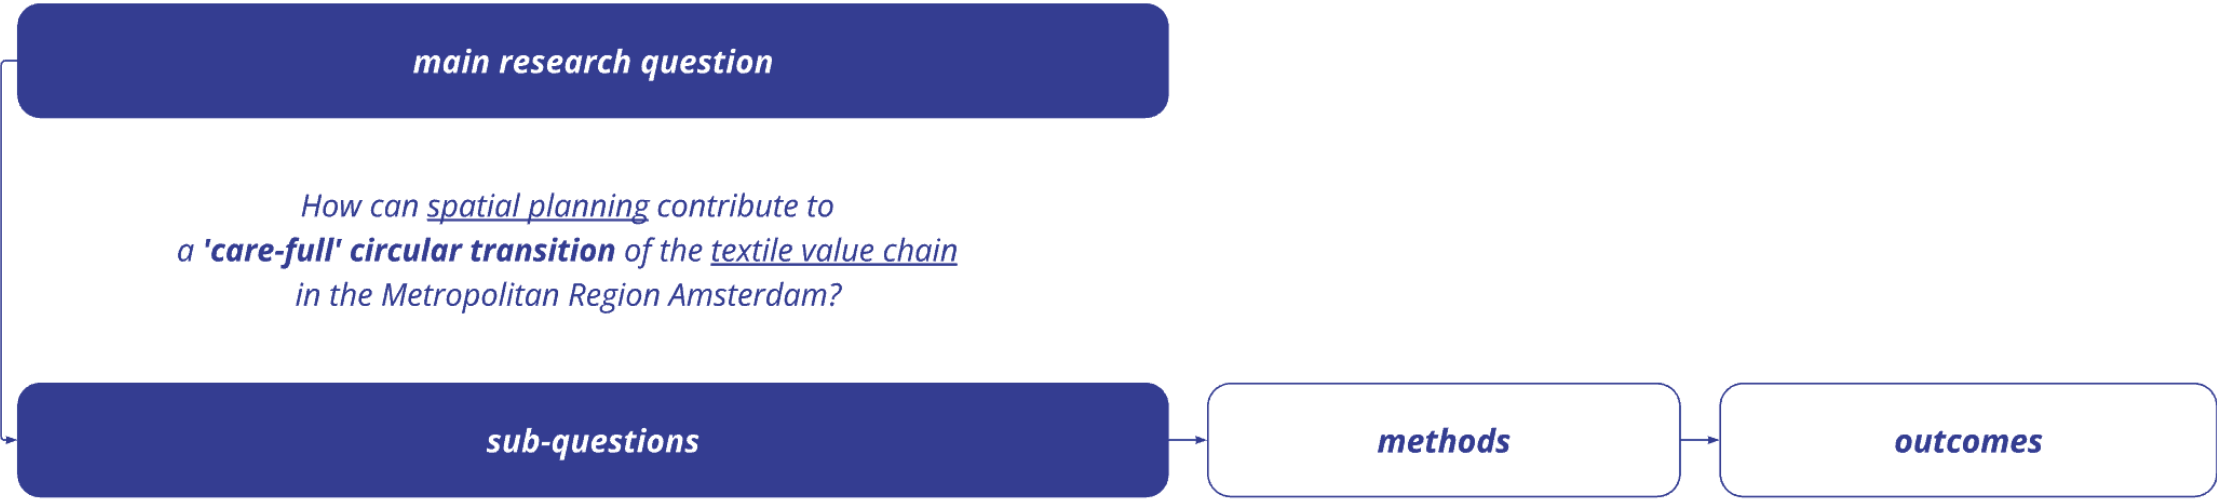 main research question
How can spatial planning contribute to
a 'care-full' circular transition of the textile value chain
in the Metropolitan Region Amsterdam?
sub-questions
methods
outcomes